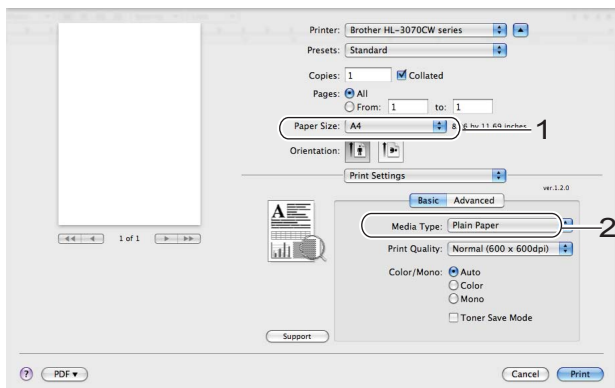 Printer: Brother HL-3070CW series
Presets: Standard
Copies: 1 Collated
Pages: All
From: 1 to: 1
Paper Size: A4 by 11.69 inches 1
Orientation:
Print Settings
ver.1.2.0
Basic Advanced
Media Type: Plain Paper 2
1 of 1
Print Quality: Normal (600 x 600dpi)
Color/Mono: Auto
Color
Mono
Toner Save Mode
Support
? PDF Cancel Print